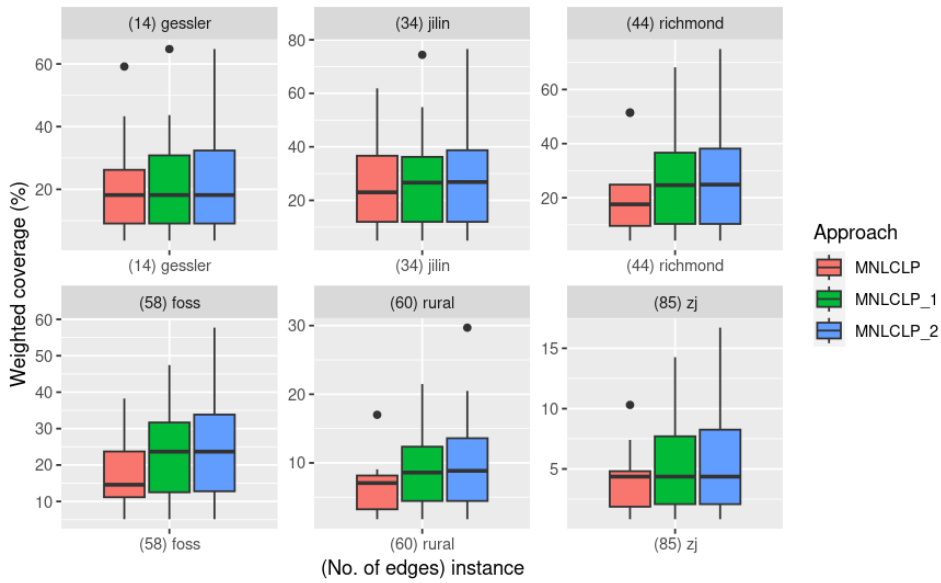 (14) gessler
(34) jilin
(44) richmond
60
40
20
80
60
40
20
60
40
20
(14) gessler
(34) jilin
(44) richmond
Weighted coverage (%)
(58) foss
(60) rural
(85) zj
60
50
40
30
20
10
30
20
10
15
10
5
(58) foss
(60) rural
(85) zj
(No. of edges) instance
Approach
MNLCLP
MNLCLP_1
MNLCLP_2